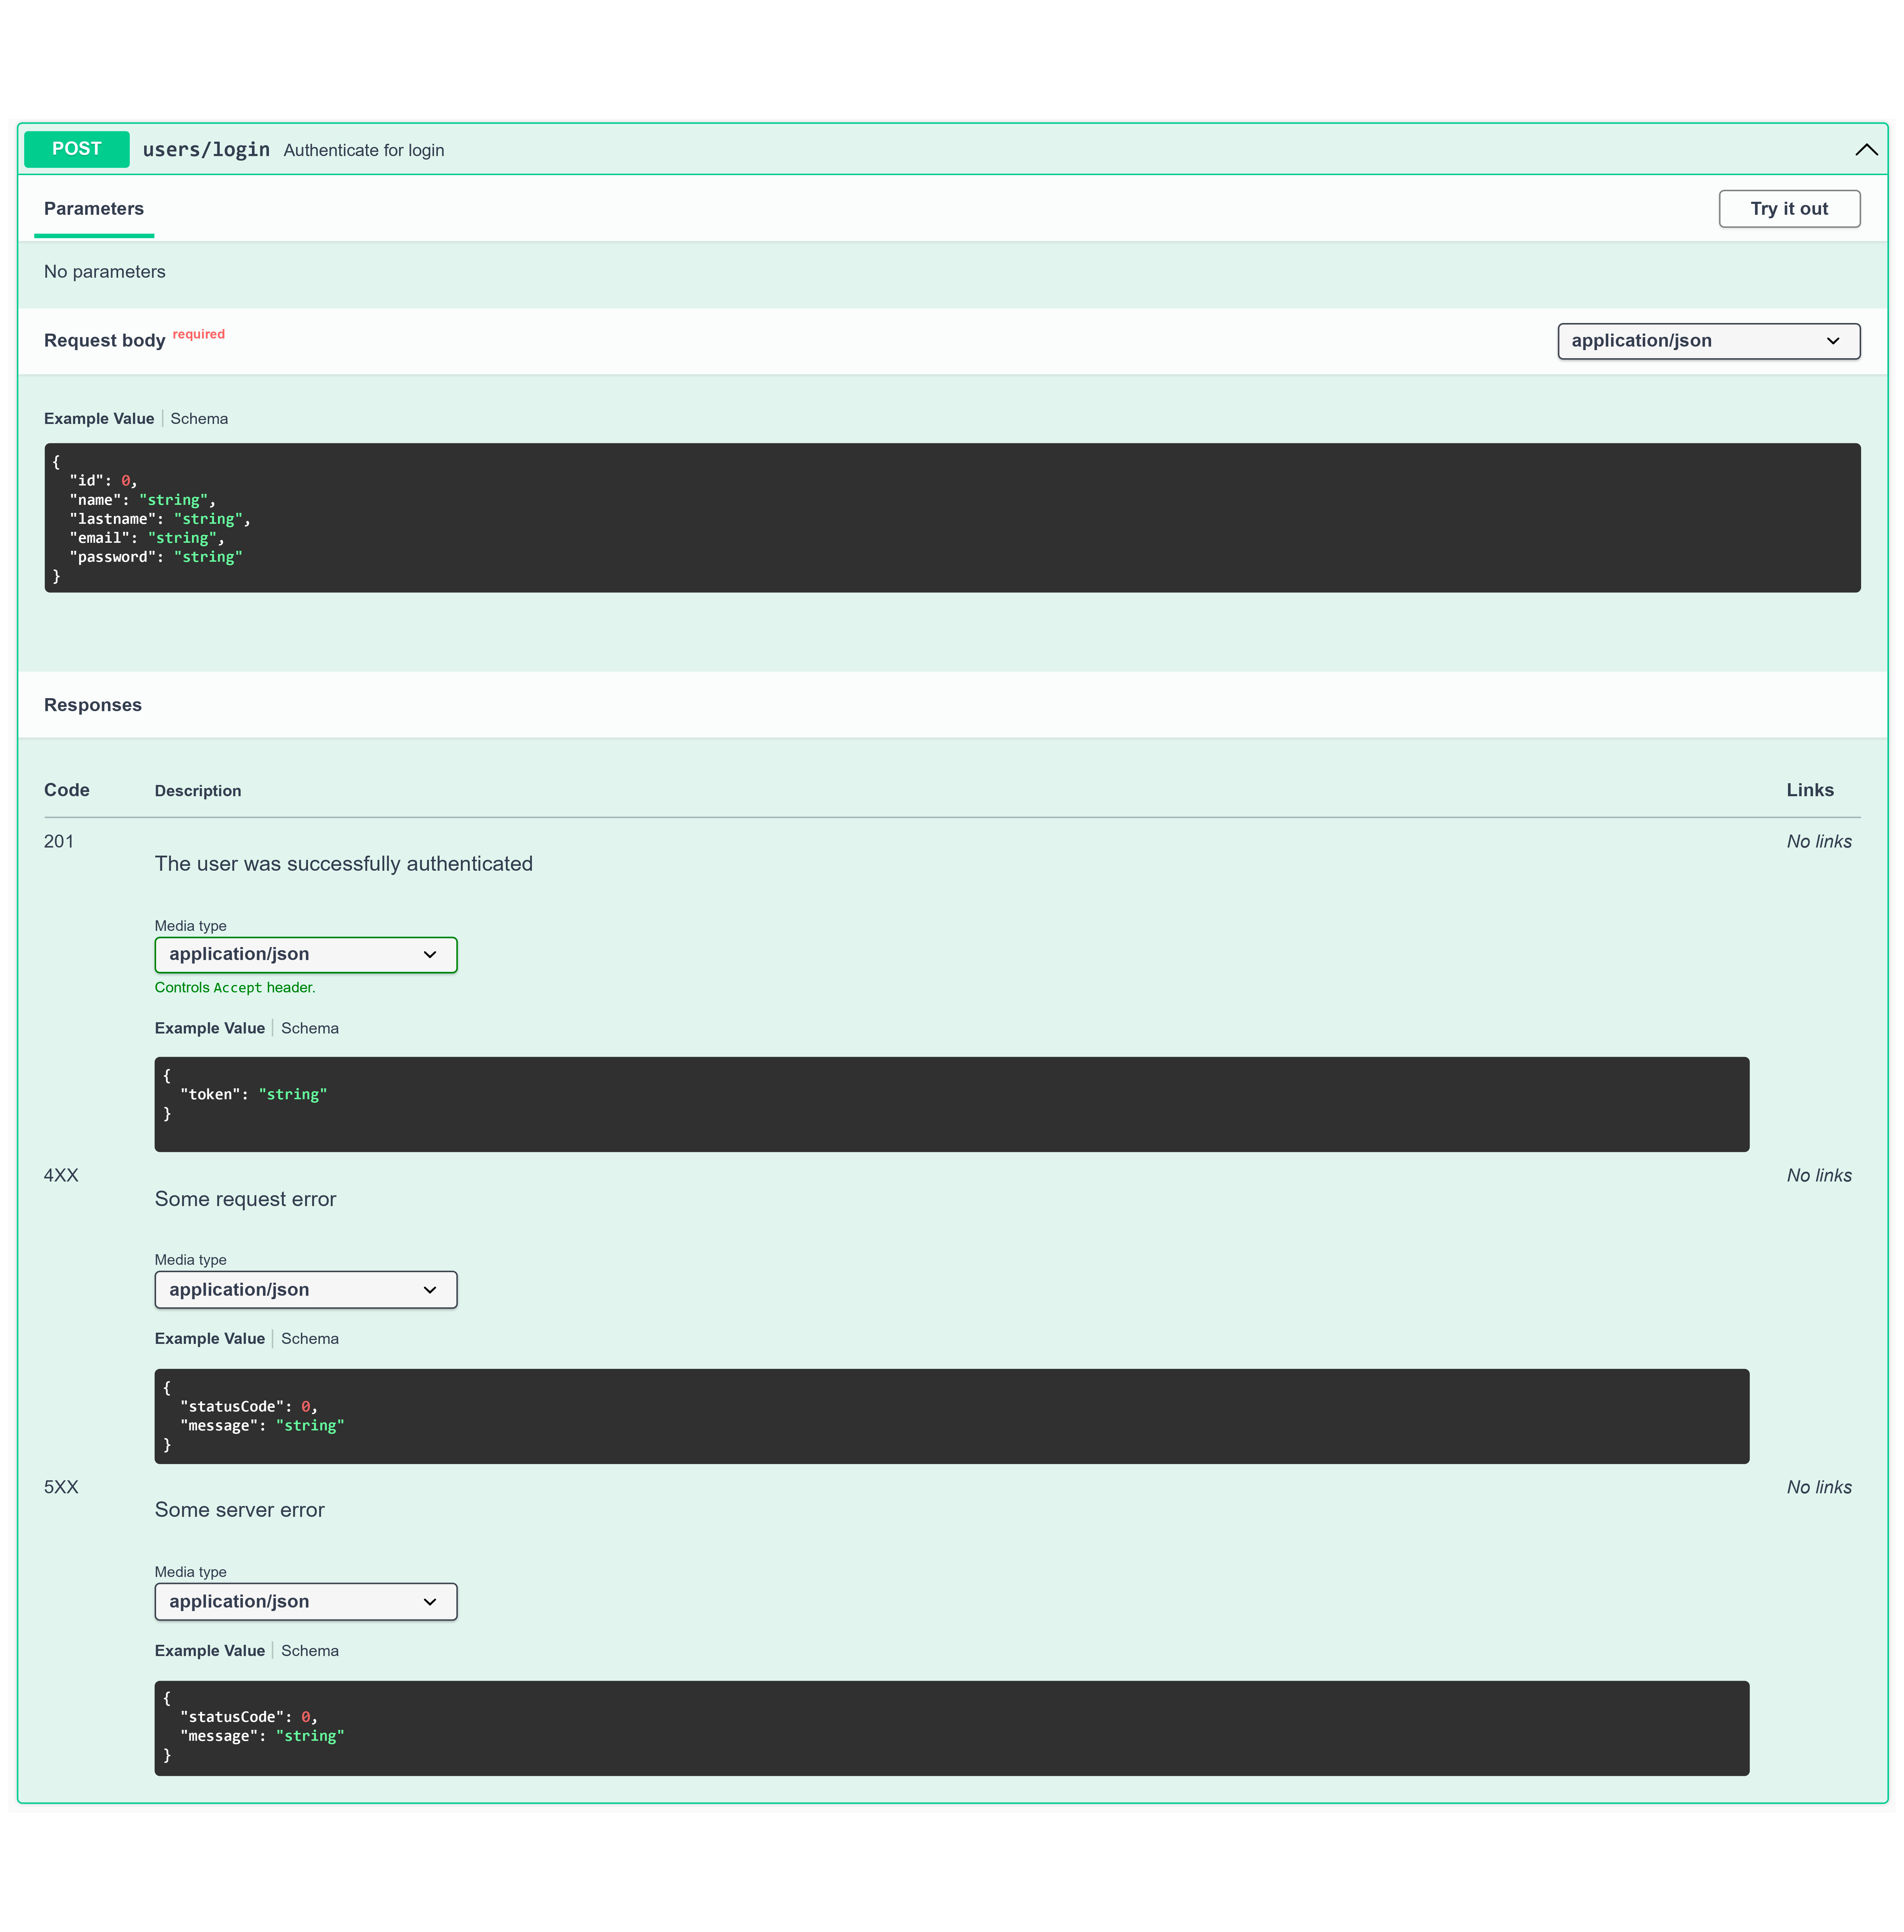 POST users/login Authenticate for login
Parameters Try it out
No parameters
Request body required application/json
Example Value Schema
{
  "id": 0,
  "name": "string",
  "lastname": "string",
  "email": "string",
  "password": "string"
}
Responses
Code Description Links
201 No links
The user was successfully authenticated
Media type
application/json
Controls Accept header.
Example Value Schema
{
  "token": "string"
}
4XX No links
Some request error
Media type
application/json
Example Value Schema
{
  "statusCode": 0,
  "message": "string"
}
5XX No links
Some server error
Media type
application/json
Example Value Schema
{
  "statusCode": 0,
  "message": "string"
}